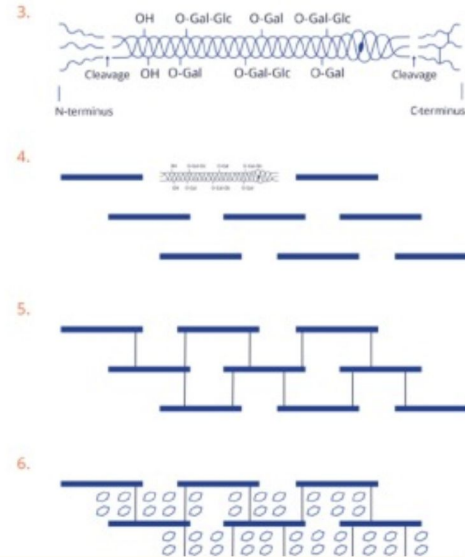 3.
OH O-Gal-Glc O-Gal O-Gal-Glc
Cleavage OH O-Gal O-Gal-Glc O-Gal Cleavage
N-terminus C-terminus
4.
5.
6.